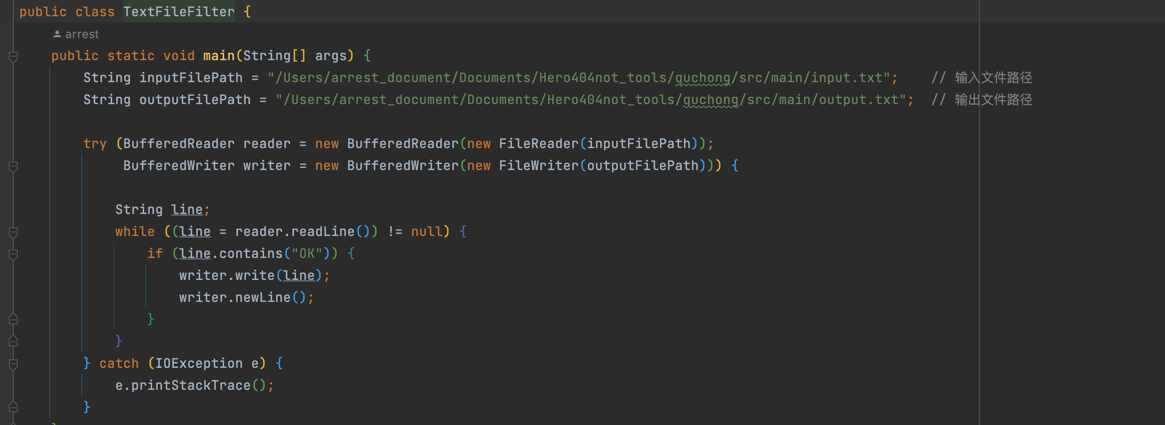 public class TextFileFilter {
arrest
public static void main(String[] args) {
String inputFilePath = "/Users/arrest_document/Documents/Hero404not_tools/quchong/src/main/input.txt";    // 输入文件路径
String outputFilePath = "/Users/arrest_document/Documents/Hero404not_tools/quchong/src/main/output.txt";  // 输出文件路径
try (BufferedReader reader = new BufferedReader(new FileReader(inputFilePath));
BufferedWriter writer = new BufferedWriter(new FileWriter(outputFilePath))) {
String line;
while ((line = reader.readLine()) != null) {
if (line.contains("OK")) {
writer.write(line);
writer.newLine();
}
}
} catch (IOException e) {
e.printStackTrace();
}